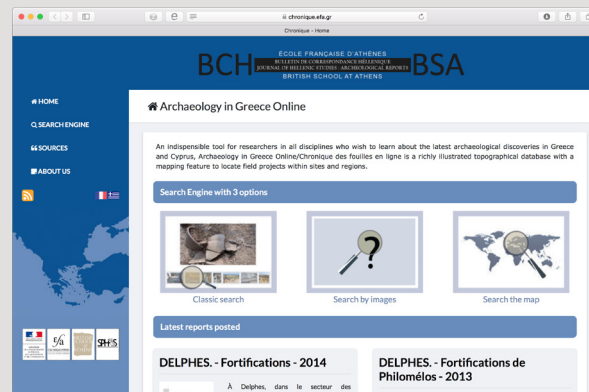 chronique.efa.gr
Chronique – Home
ÉCOLE FRANÇAISE D'ATHÈNES
BCH BULLETIN DE CORRESPONDANCE HELLÉNIQUE BSA
JOURNAL OF HELLENIC STUDIES - ARCHÆOLOGICAL REPORTS
BRITISH SCHOOL AT ATHENS
HOME
SEARCH ENGINE
SOURCES
ABOUT US
Archaeology in Greece Online
An indispensible tool for researchers in all disciplines who wish to learn about the latest archaeological discoveries in Greece
and Cyprus, Archaeology in Greece Online/Chronique des fouilles en ligne is a richly illustrated topographical database with a
mapping feature to locate field projects within sites and regions.
Search Engine with 3 options
?
Classic search Search by images Search the map
Latest reports posted
DELPHES. - Fortifications - 2014
À Delphes, dans le secteur des
DELPHES. - Fortifications de
Philomélos - 2013
efa
SPHS